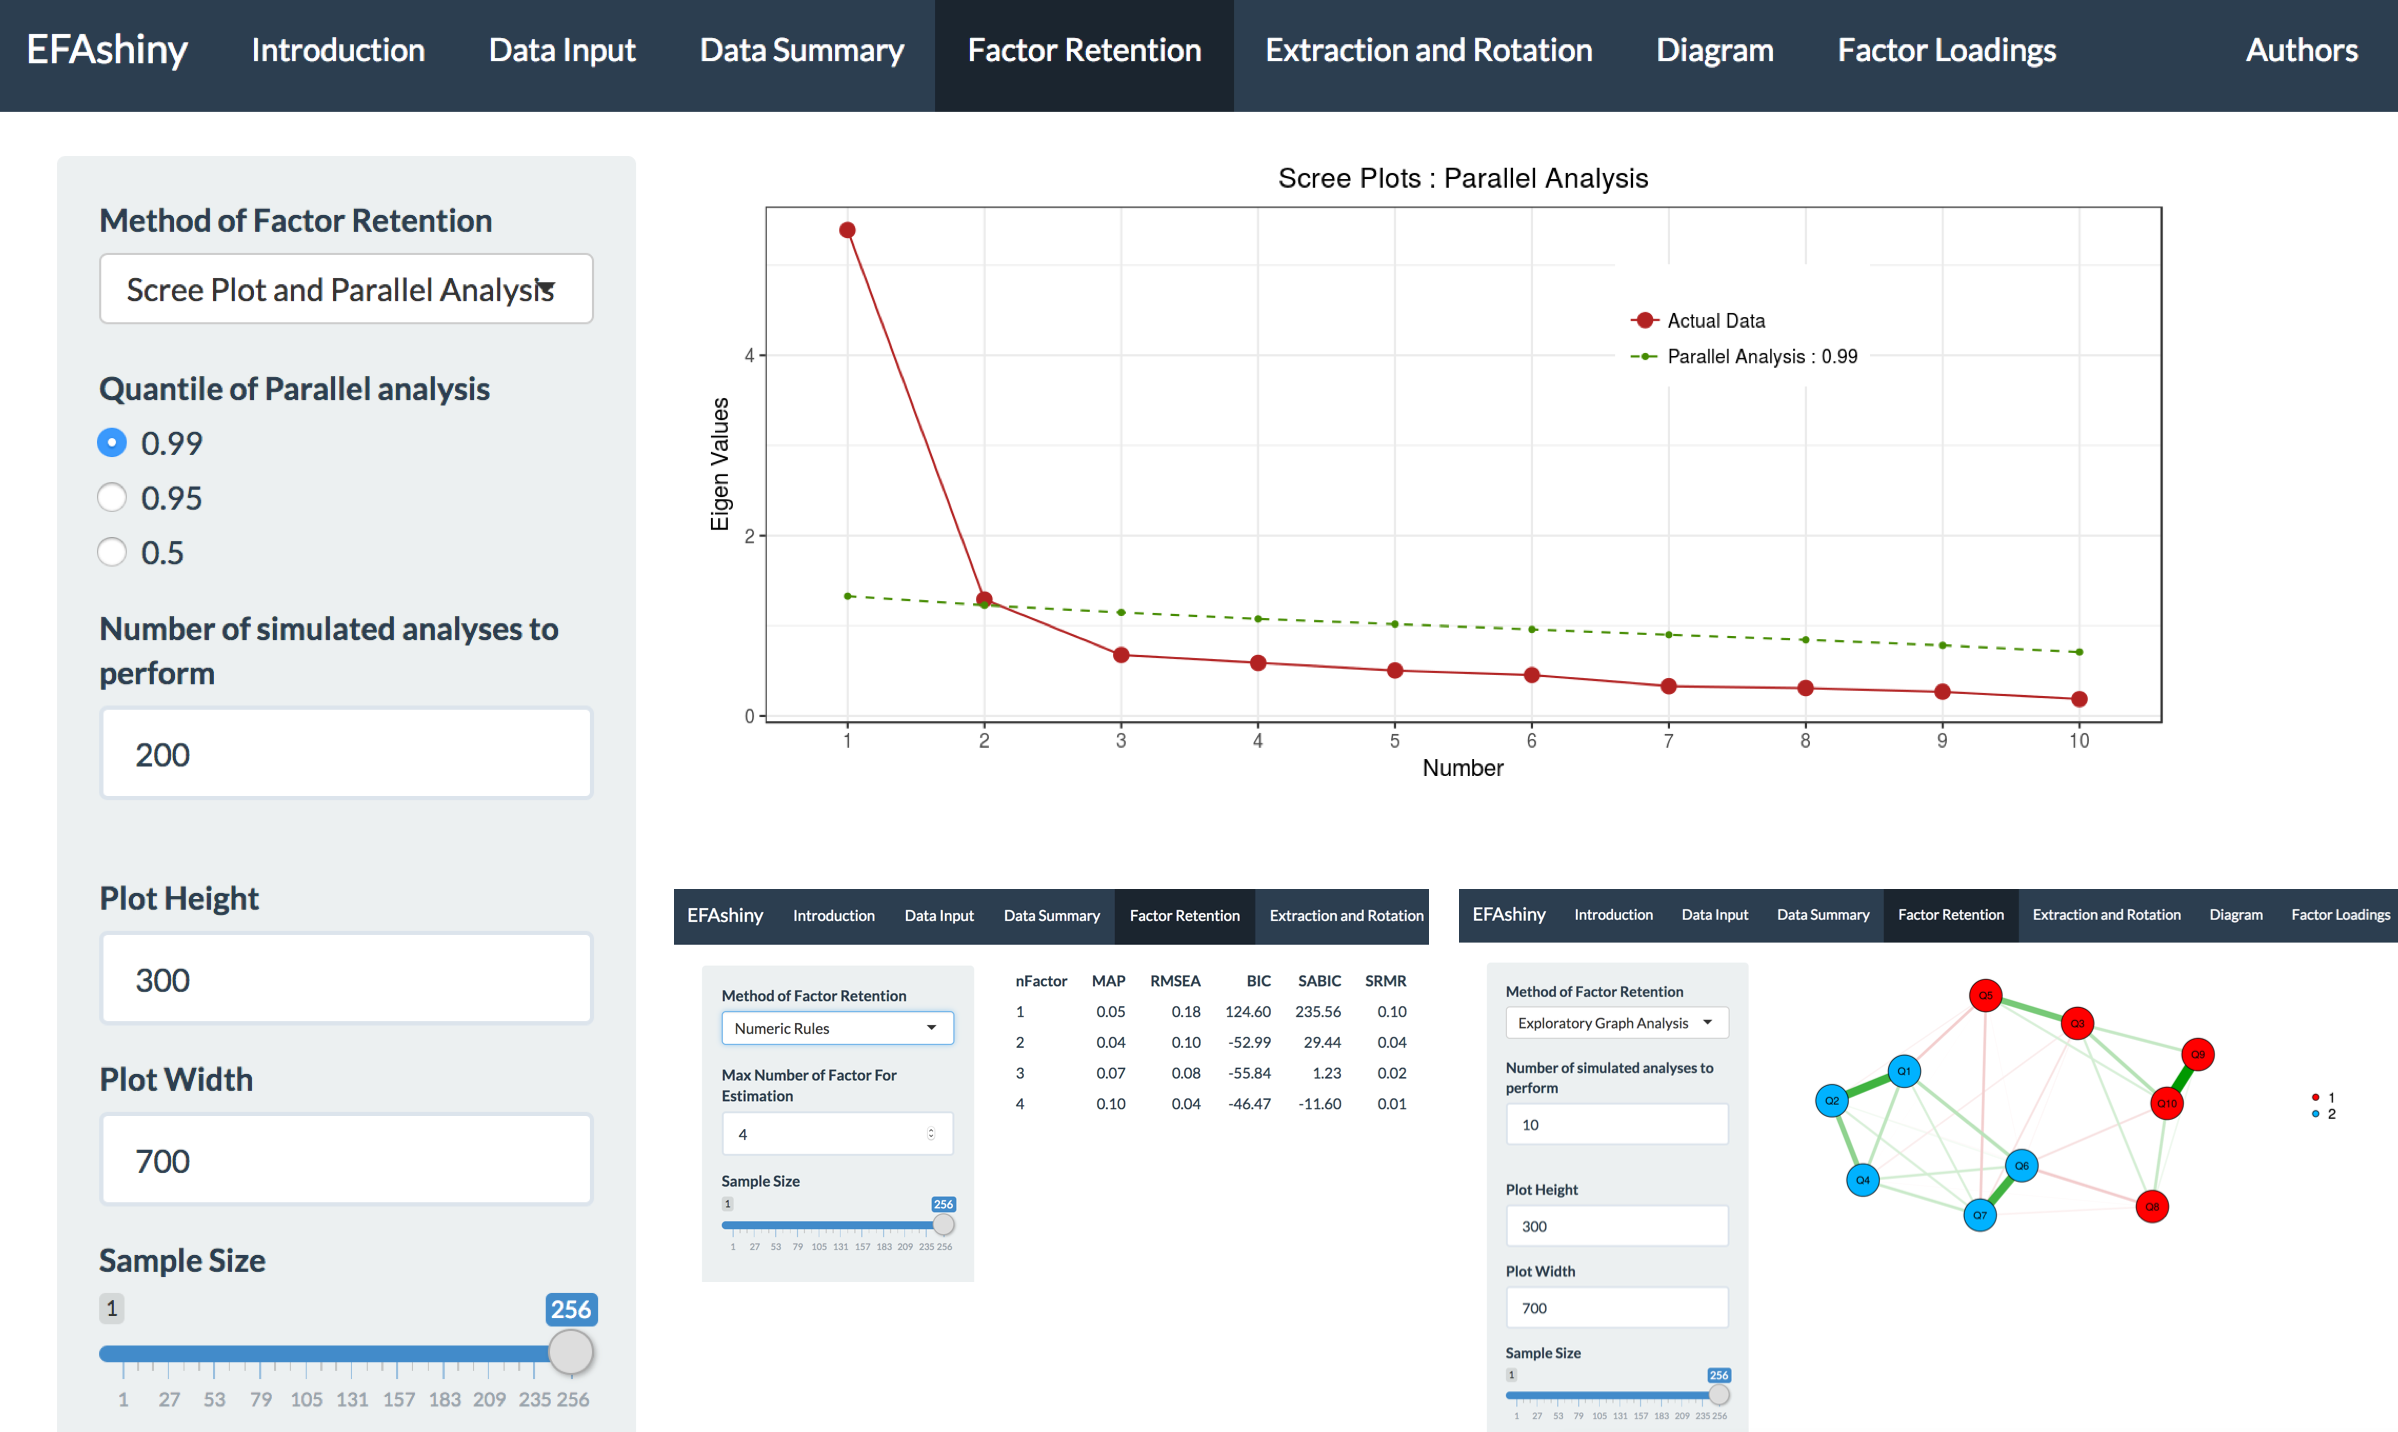 EFAshiny Introduction Data Input Data Summary Factor Retention Extraction and Rotation Diagram Factor Loadings Authors
Method of Factor Retention
Scree Plot and Parallel Analysis
Quantile of Parallel analysis
0.99
0.95
0.5
Number of simulated analyses to
perform
200
Plot Height
300
Plot Width
700
Sample Size
1 256
1 27 53 79 105 131 157 183 209 235 256
Scree Plots : Parallel Analysis
Eigen Values
4
2
0
Actual Data
Parallel Analysis : 0.99
1 2 3 4 5 6 7 8 9 10
Number
EFAshiny Introduction Data Input Data Summary Factor Retention Extraction and Rotation
Method of Factor Retention
Numeric Rules
Max Number of Factor For
Estimation
4
Sample Size
1 256
1 27 53 79 105 131 157 183 209 235 256
nFactor MAP RMSEA BIC SABIC SRMR
1 0.05 0.18 124.60 235.56 0.10
2 0.04 0.10 -52.99 29.44 0.04
3 0.07 0.08 -55.84 1.23 0.02
4 0.10 0.04 -46.47 -11.60 0.01
EFAshiny Introduction Data Input Data Summary Factor Retention Extraction and Rotation Diagram Factor Loadings
Method of Factor Retention
Exploratory Graph Analysis
Number of simulated analyses to
perform
10
Plot Height
300
Plot Width
700
Sample Size
1 256
1 27 53 79 105 131 157 183 209 235 256
Q5
Q3
Q9
Q1
Q2
Q10
Q6
Q4
Q8
Q7
1
2